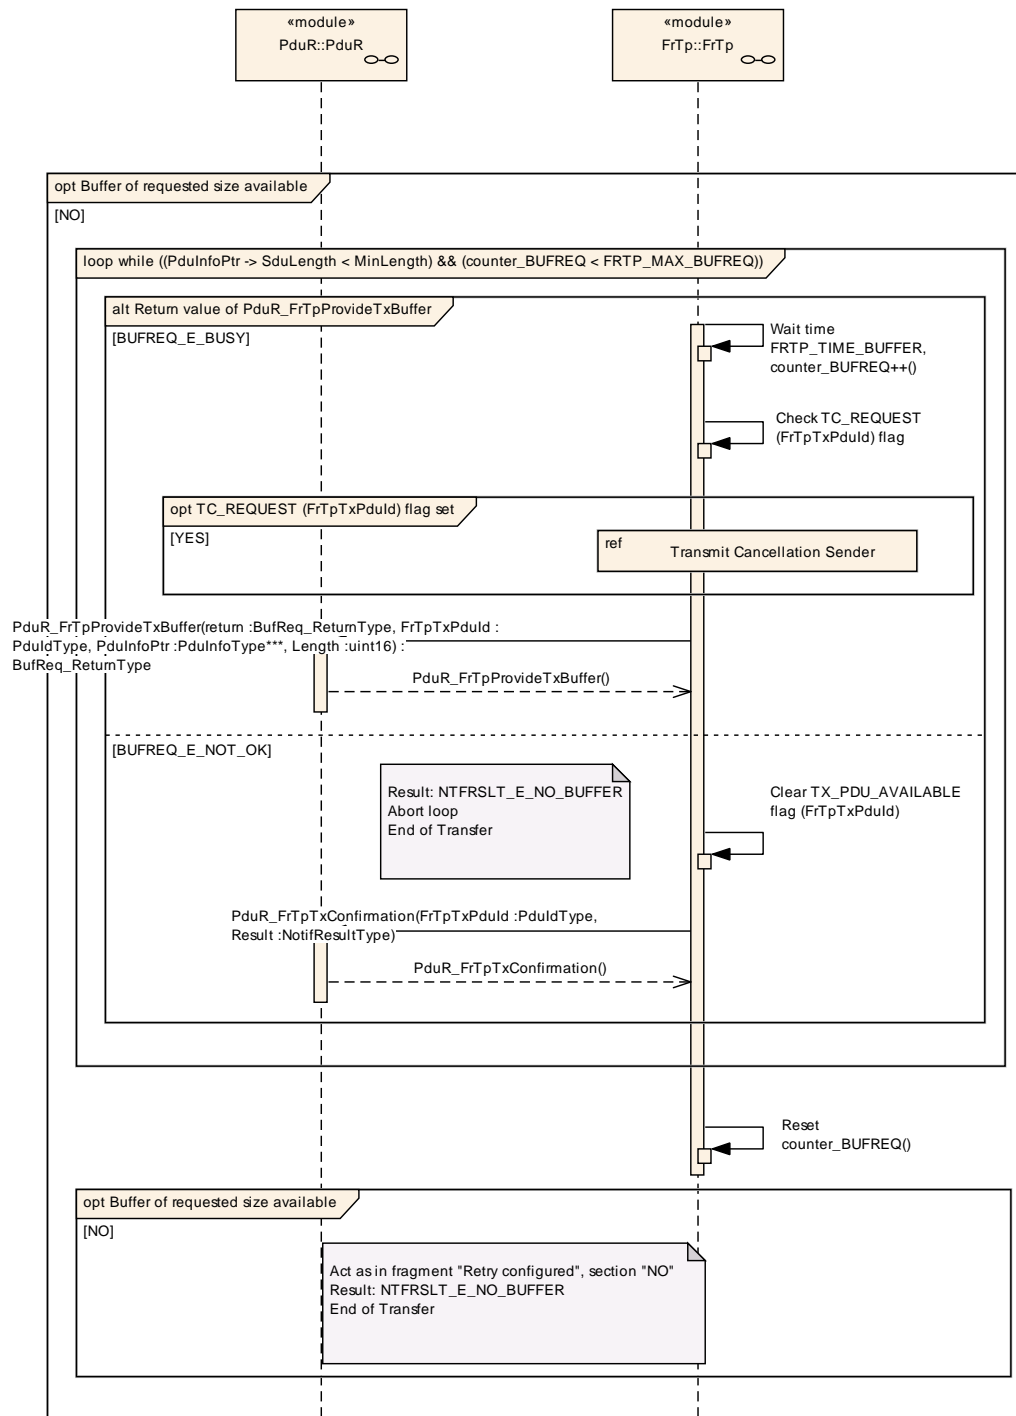 «module»
PduR::PduR
«module»
FrTp::FrTp
opt Buffer of requested size available
[NO]
loop while ((PduInfoPtr -> SduLength < MinLength) && (counter_BUFREQ < FRTP_MAX_BUFREQ))
alt Return value of PduR_FrTpProvideTxBuffer
[BUFREQ_E_BUSY]
Wait time
FRTP_TIME_BUFFER,
counter_BUFREQ++()
Check TC_REQUEST
(FrTpTxPduId) flag
opt TC_REQUEST (FrTpTxPduId) flag set
[YES]
ref
Transmit Cancellation Sender
PduR_FrTpProvideTxBuffer(return :BufReq_ReturnType, FrTpTxPduId :
PduIdType, PduInfoPtr :PduInfoType***, Length :uint16) :
BufReq_ReturnType
PduR_FrTpProvideTxBuffer()
[BUFREQ_E_NOT_OK]
Result: NTFRSLT_E_NO_BUFFER
Abort loop
End of Transfer
Clear TX_PDU_AVAILABLE
flag (FrTpTxPduId)
PduR_FrTpTxConfirmation(FrTpTxPduId :PduIdType,
Result :NotifResultType)
PduR_FrTpTxConfirmation()
Reset
counter_BUFREQ()
opt Buffer of requested size available
[NO]
Act as in fragment "Retry configured", section "NO"
Result: NTFRSLT_E_NO_BUFFER
End of Transfer